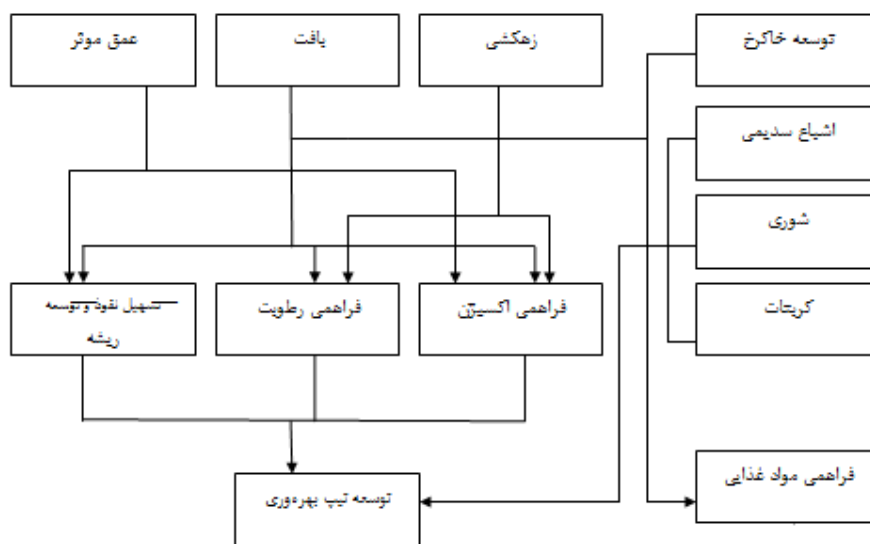 عمق موثر
بافت
زهکشی
توسعه خاکرخ
اشباع سدیمی
شوری
کربنات
تسهیل نفوذ و توسعه
ریشه
فراهمی رطوبت
فراهمی اکسیژن
فراهمی مواد غذایی
توسعه تیپ بهره‌وری